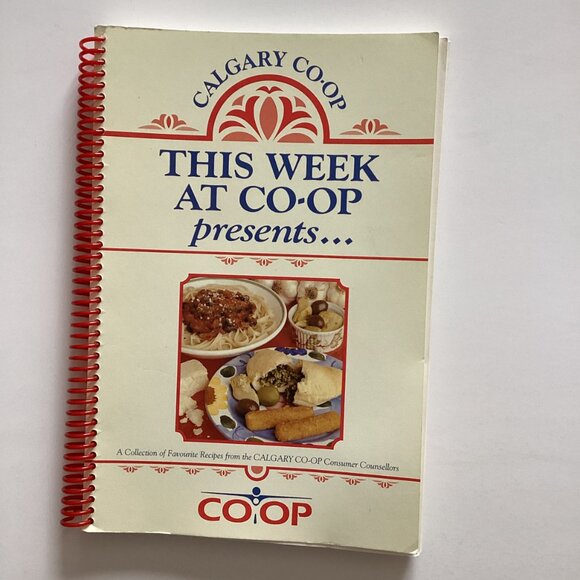 CALGARY CO-OP
THIS WEEK
AT CO-OP
presents...
A Collection of Favourite Recipes from the CALGARY CO-OP Consumer Counsellors
CO-OP